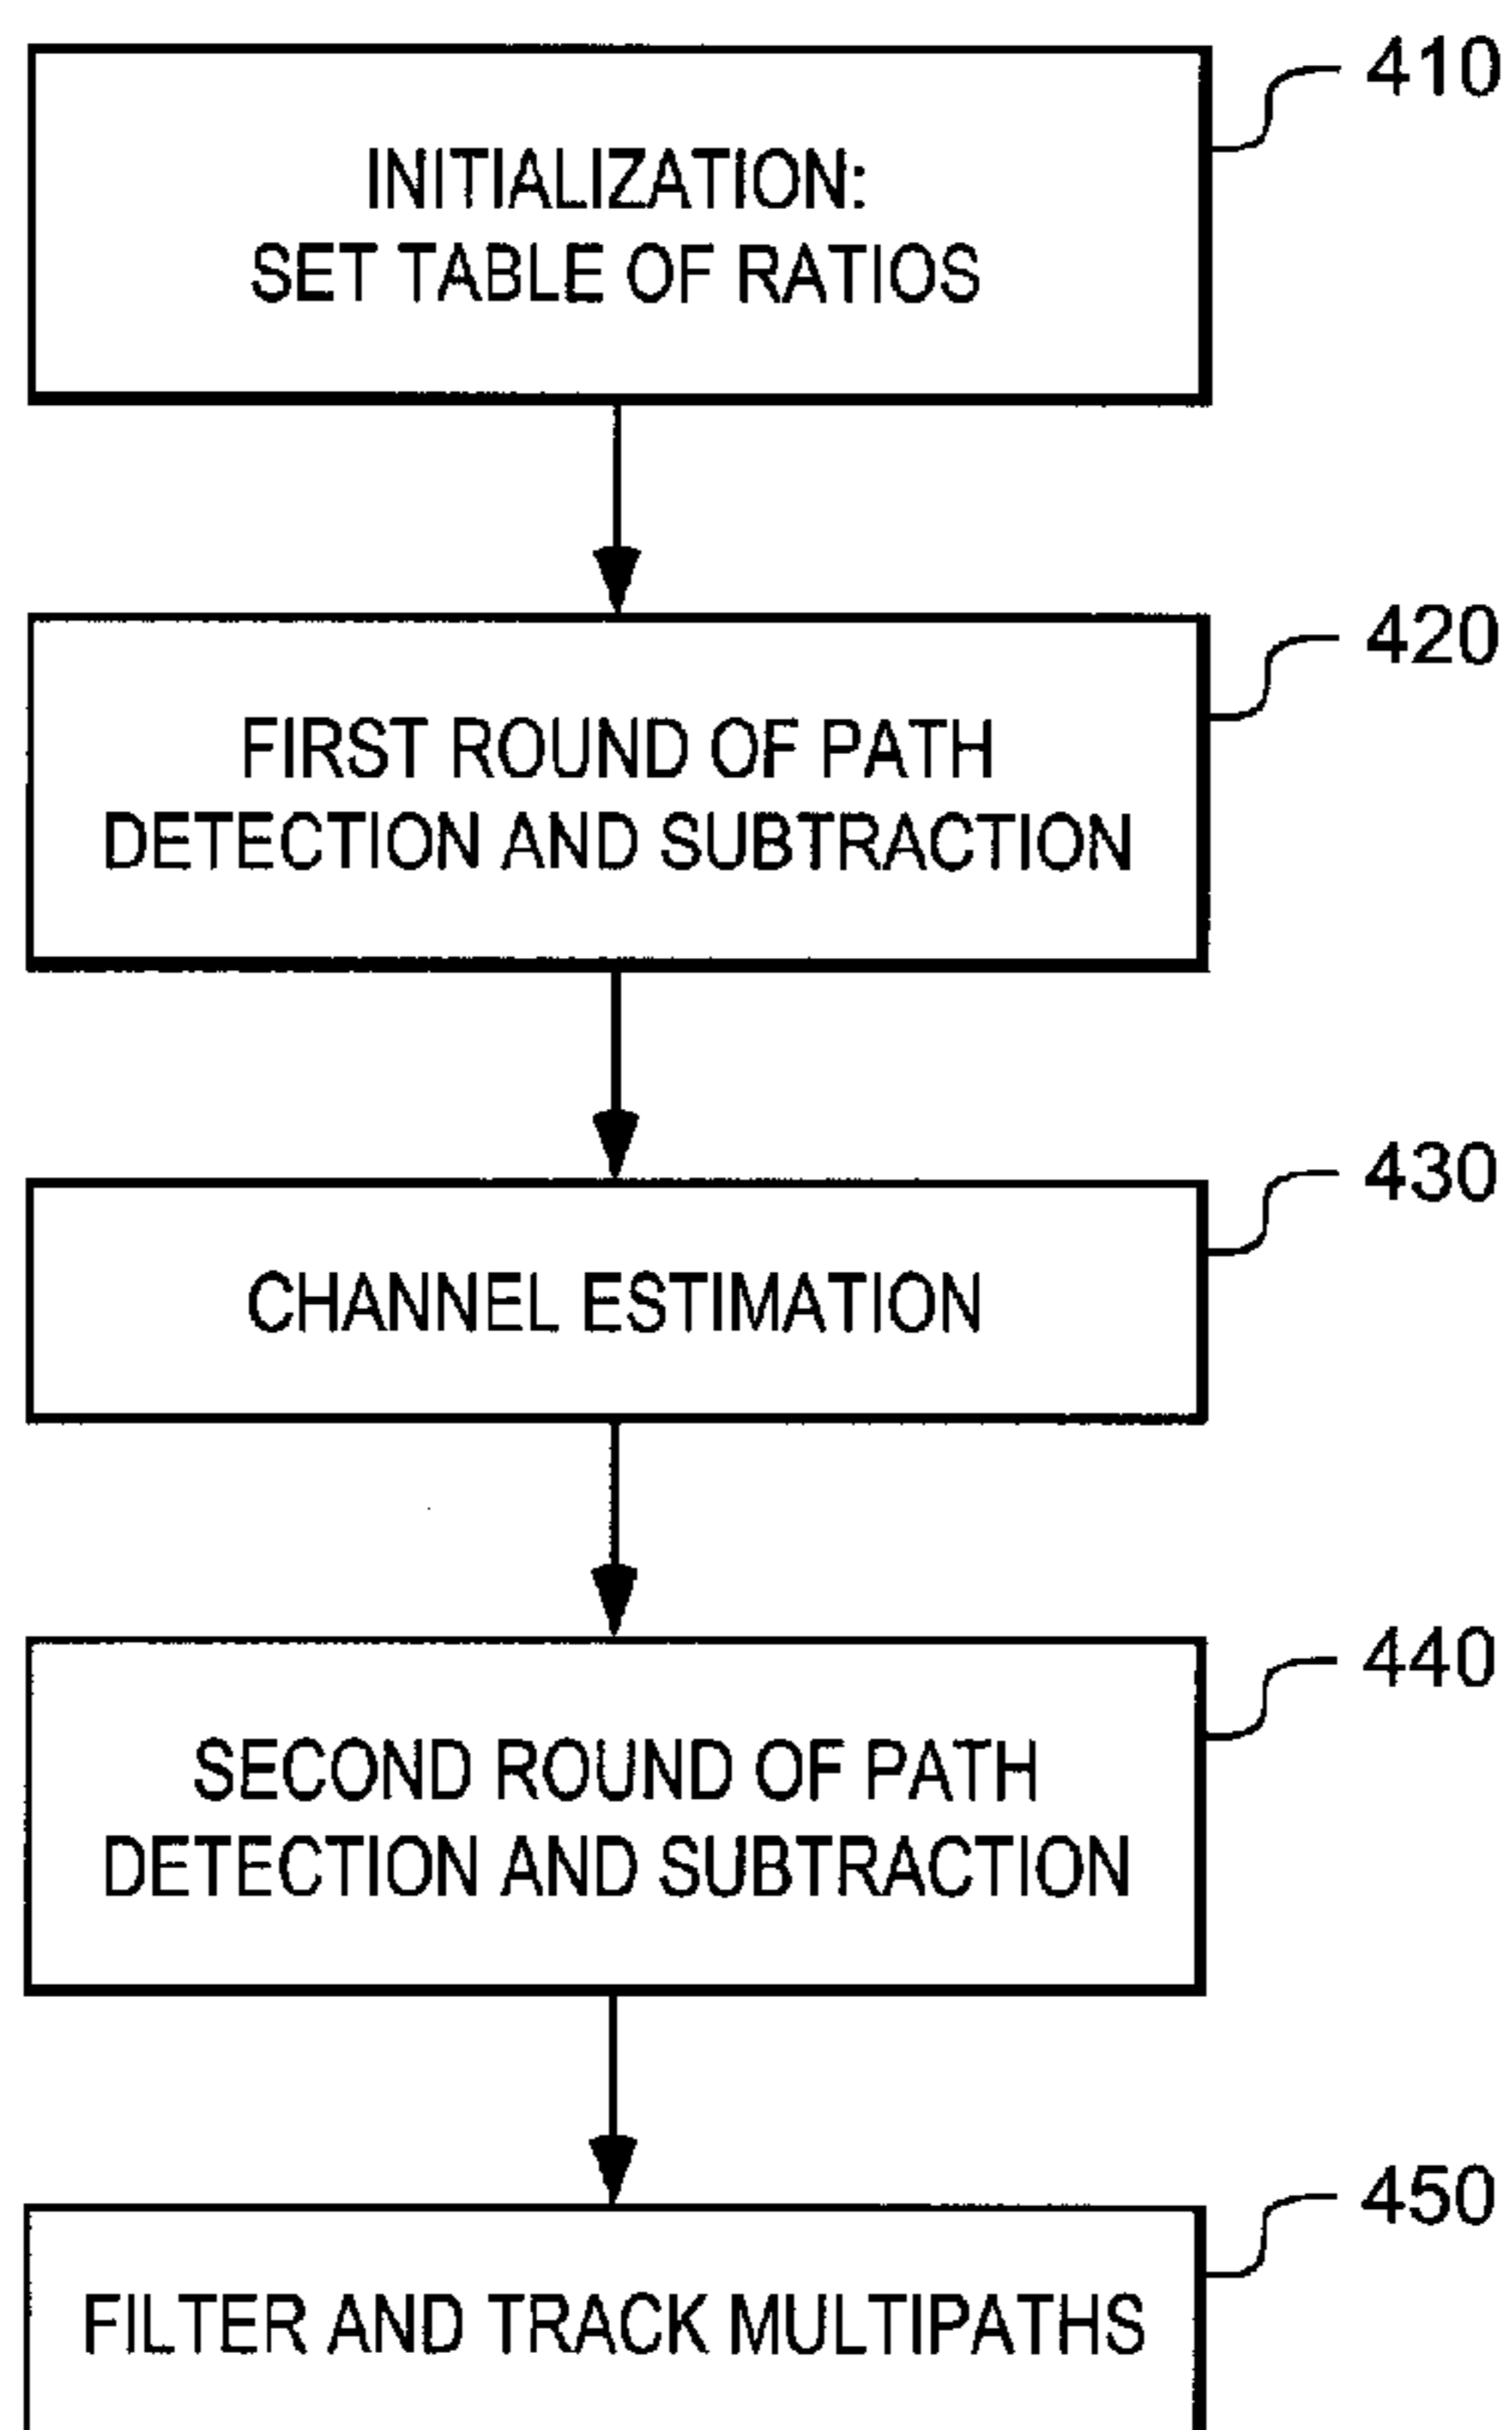 410
INITIALIZATION:
SET TABLE OF RATIOS
420
FIRST ROUND OF PATH
DETECTION AND SUBTRACTION
430
CHANNEL ESTIMATION
440
SECOND ROUND OF PATH
DETECTION AND SUBTRACTION
450
FILTER AND TRACK MULTIPATHS